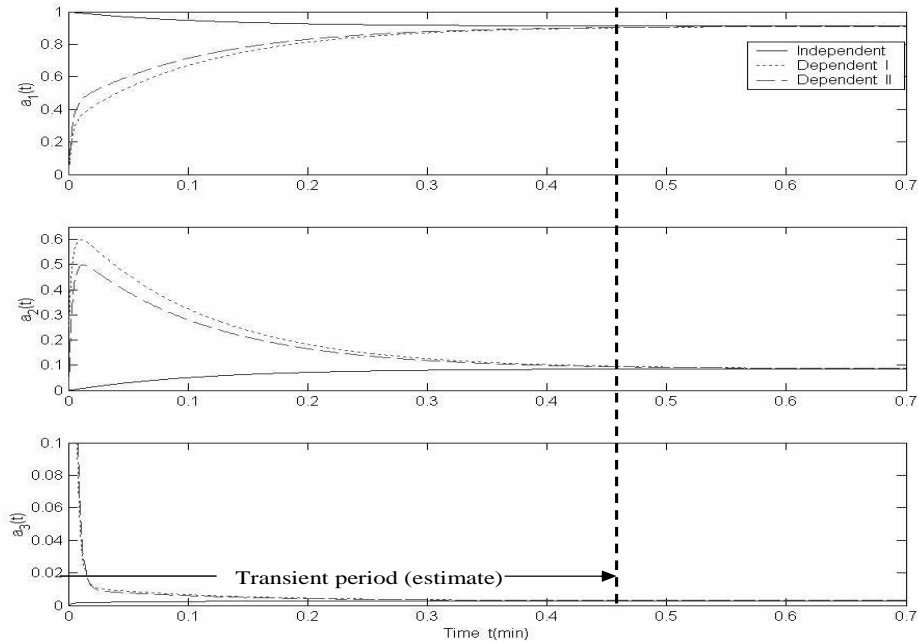 1
0.8
0.6
0.4
0.2
0
a1(t)
Independent
Dependent I
Dependent II
0 0.1 0.2 0.3 0.4 0.5 0.6 0.7
0.6
0.5
0.4
0.3
0.2
0.1
0
a2(t)
0 0.1 0.2 0.3 0.4 0.5 0.6 0.7
0.1
0.08
0.06
0.04
0.02
0
a3(t)
Transient period (estimate)
0 0.1 0.2 0.3 0.4 0.5 0.6 0.7
Time t(min)